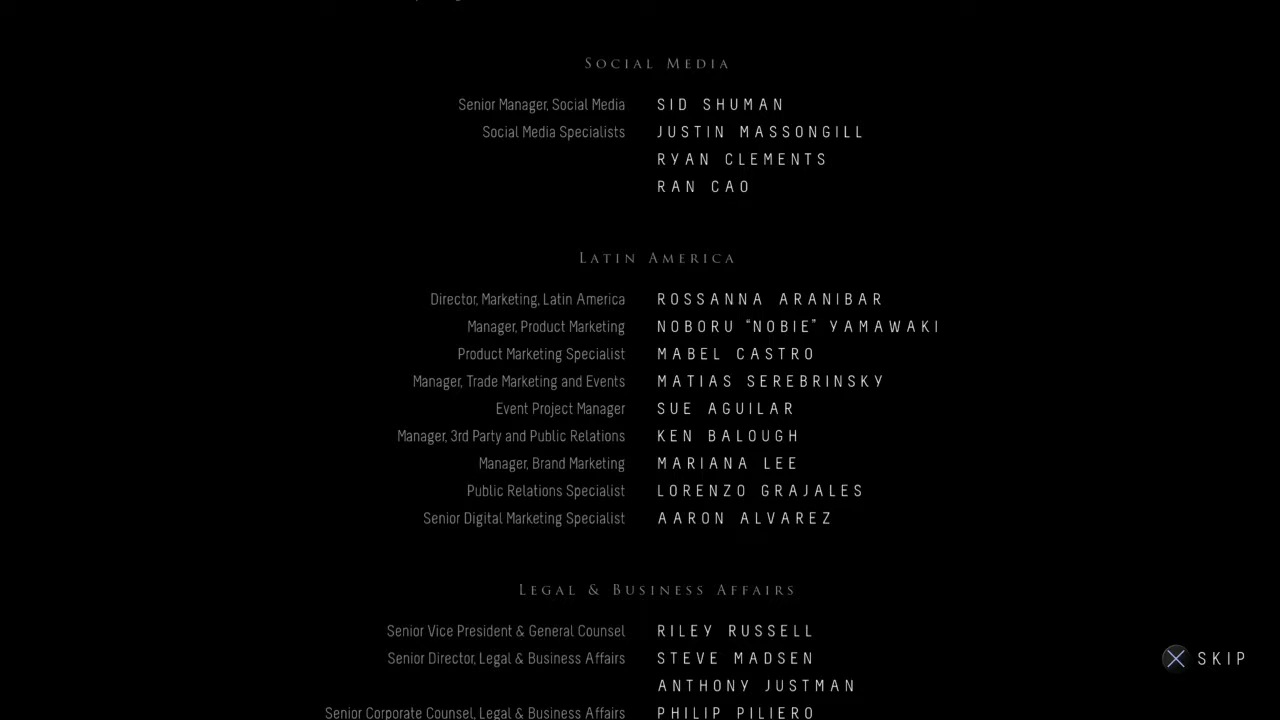 SOCIAL MEDIA
Senior Manager, Social Media SID SHUMAN
Social Media Specialists JUSTIN MASSONGILL
RYAN CLEMENTS
RAN CAO
LATIN AMERICA
Director, Marketing, Latin America ROSSANNA ARANIBAR
Manager, Product Marketing NOBORU “NOBIE” YAMAWAKI
Product Marketing Specialist MABEL CASTRO
Manager, Trade Marketing and Events MATIAS SEREBRINSKY
Event Project Manager SUE AGUILAR
Manager, 3rd Party and Public Relations KEN BALOUGH
Manager, Brand Marketing MARIANA LEE
Public Relations Specialist LORENZO GRAJALES
Senior Digital Marketing Specialist AARON ALVAREZ
LEGAL & BUSINESS AFFAIRS
Senior Vice President & General Counsel RILEY RUSSELL
Senior Director, Legal & Business Affairs STEVE MADSEN
SKIP
ANTHONY JUSTMAN
Senior Corporate Counsel, Legal & Business Affairs PHILIP PILIERO